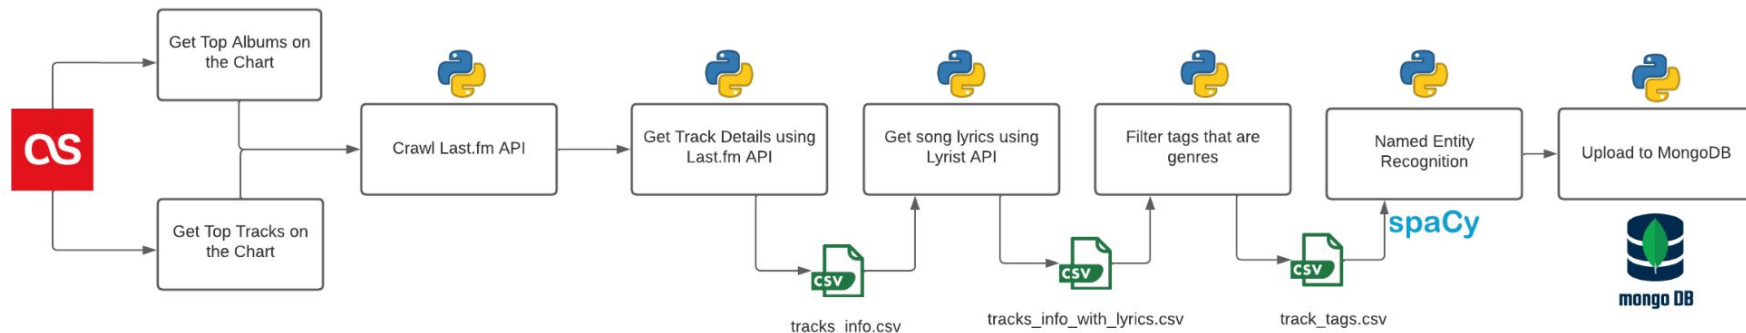 Get Top Albums on
the Chart
Get Top Tracks on
the Chart
Crawl Last.fm API
Get Track Details using
Last.fm API
CSV
tracks_info.csv
Get song lyrics using
Lyrist API
CSV
tracks_info_with_lyrics.csv
Filter tags that are
genres
CSV
track_tags.csv
Named Entity
Recognition
spaCy
Upload to MongoDB
mongo DB